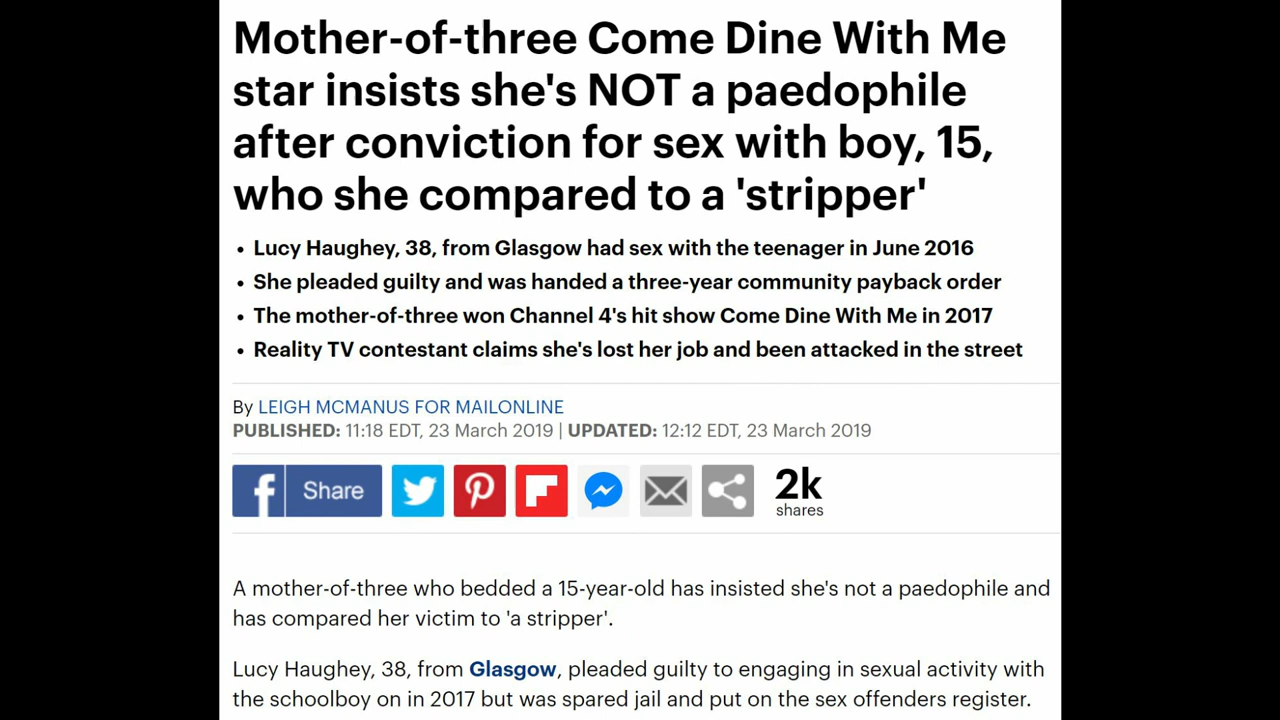 Mother-of-three Come Dine With Me
star insists she's NOT a paedophile
after conviction for sex with boy, 15,
who she compared to a 'stripper'
• Lucy Haughey, 38, from Glasgow had sex with the teenager in June 2016
• She pleaded guilty and was handed a three-year community payback order
• The mother-of-three won Channel 4's hit show Come Dine With Me in 2017
• Reality TV contestant claims she's lost her job and been attacked in the street
By LEIGH MCMANUS FOR MAILONLINE
PUBLISHED: 11:18 EDT, 23 March 2019 | UPDATED: 12:12 EDT, 23 March 2019
f Share 2k
shares
A mother-of-three who bedded a 15-year-old has insisted she's not a paedophile and
has compared her victim to 'a stripper'.
Lucy Haughey, 38, from Glasgow, pleaded guilty to engaging in sexual activity with
the schoolboy on in 2017 but was spared jail and put on the sex offenders register.